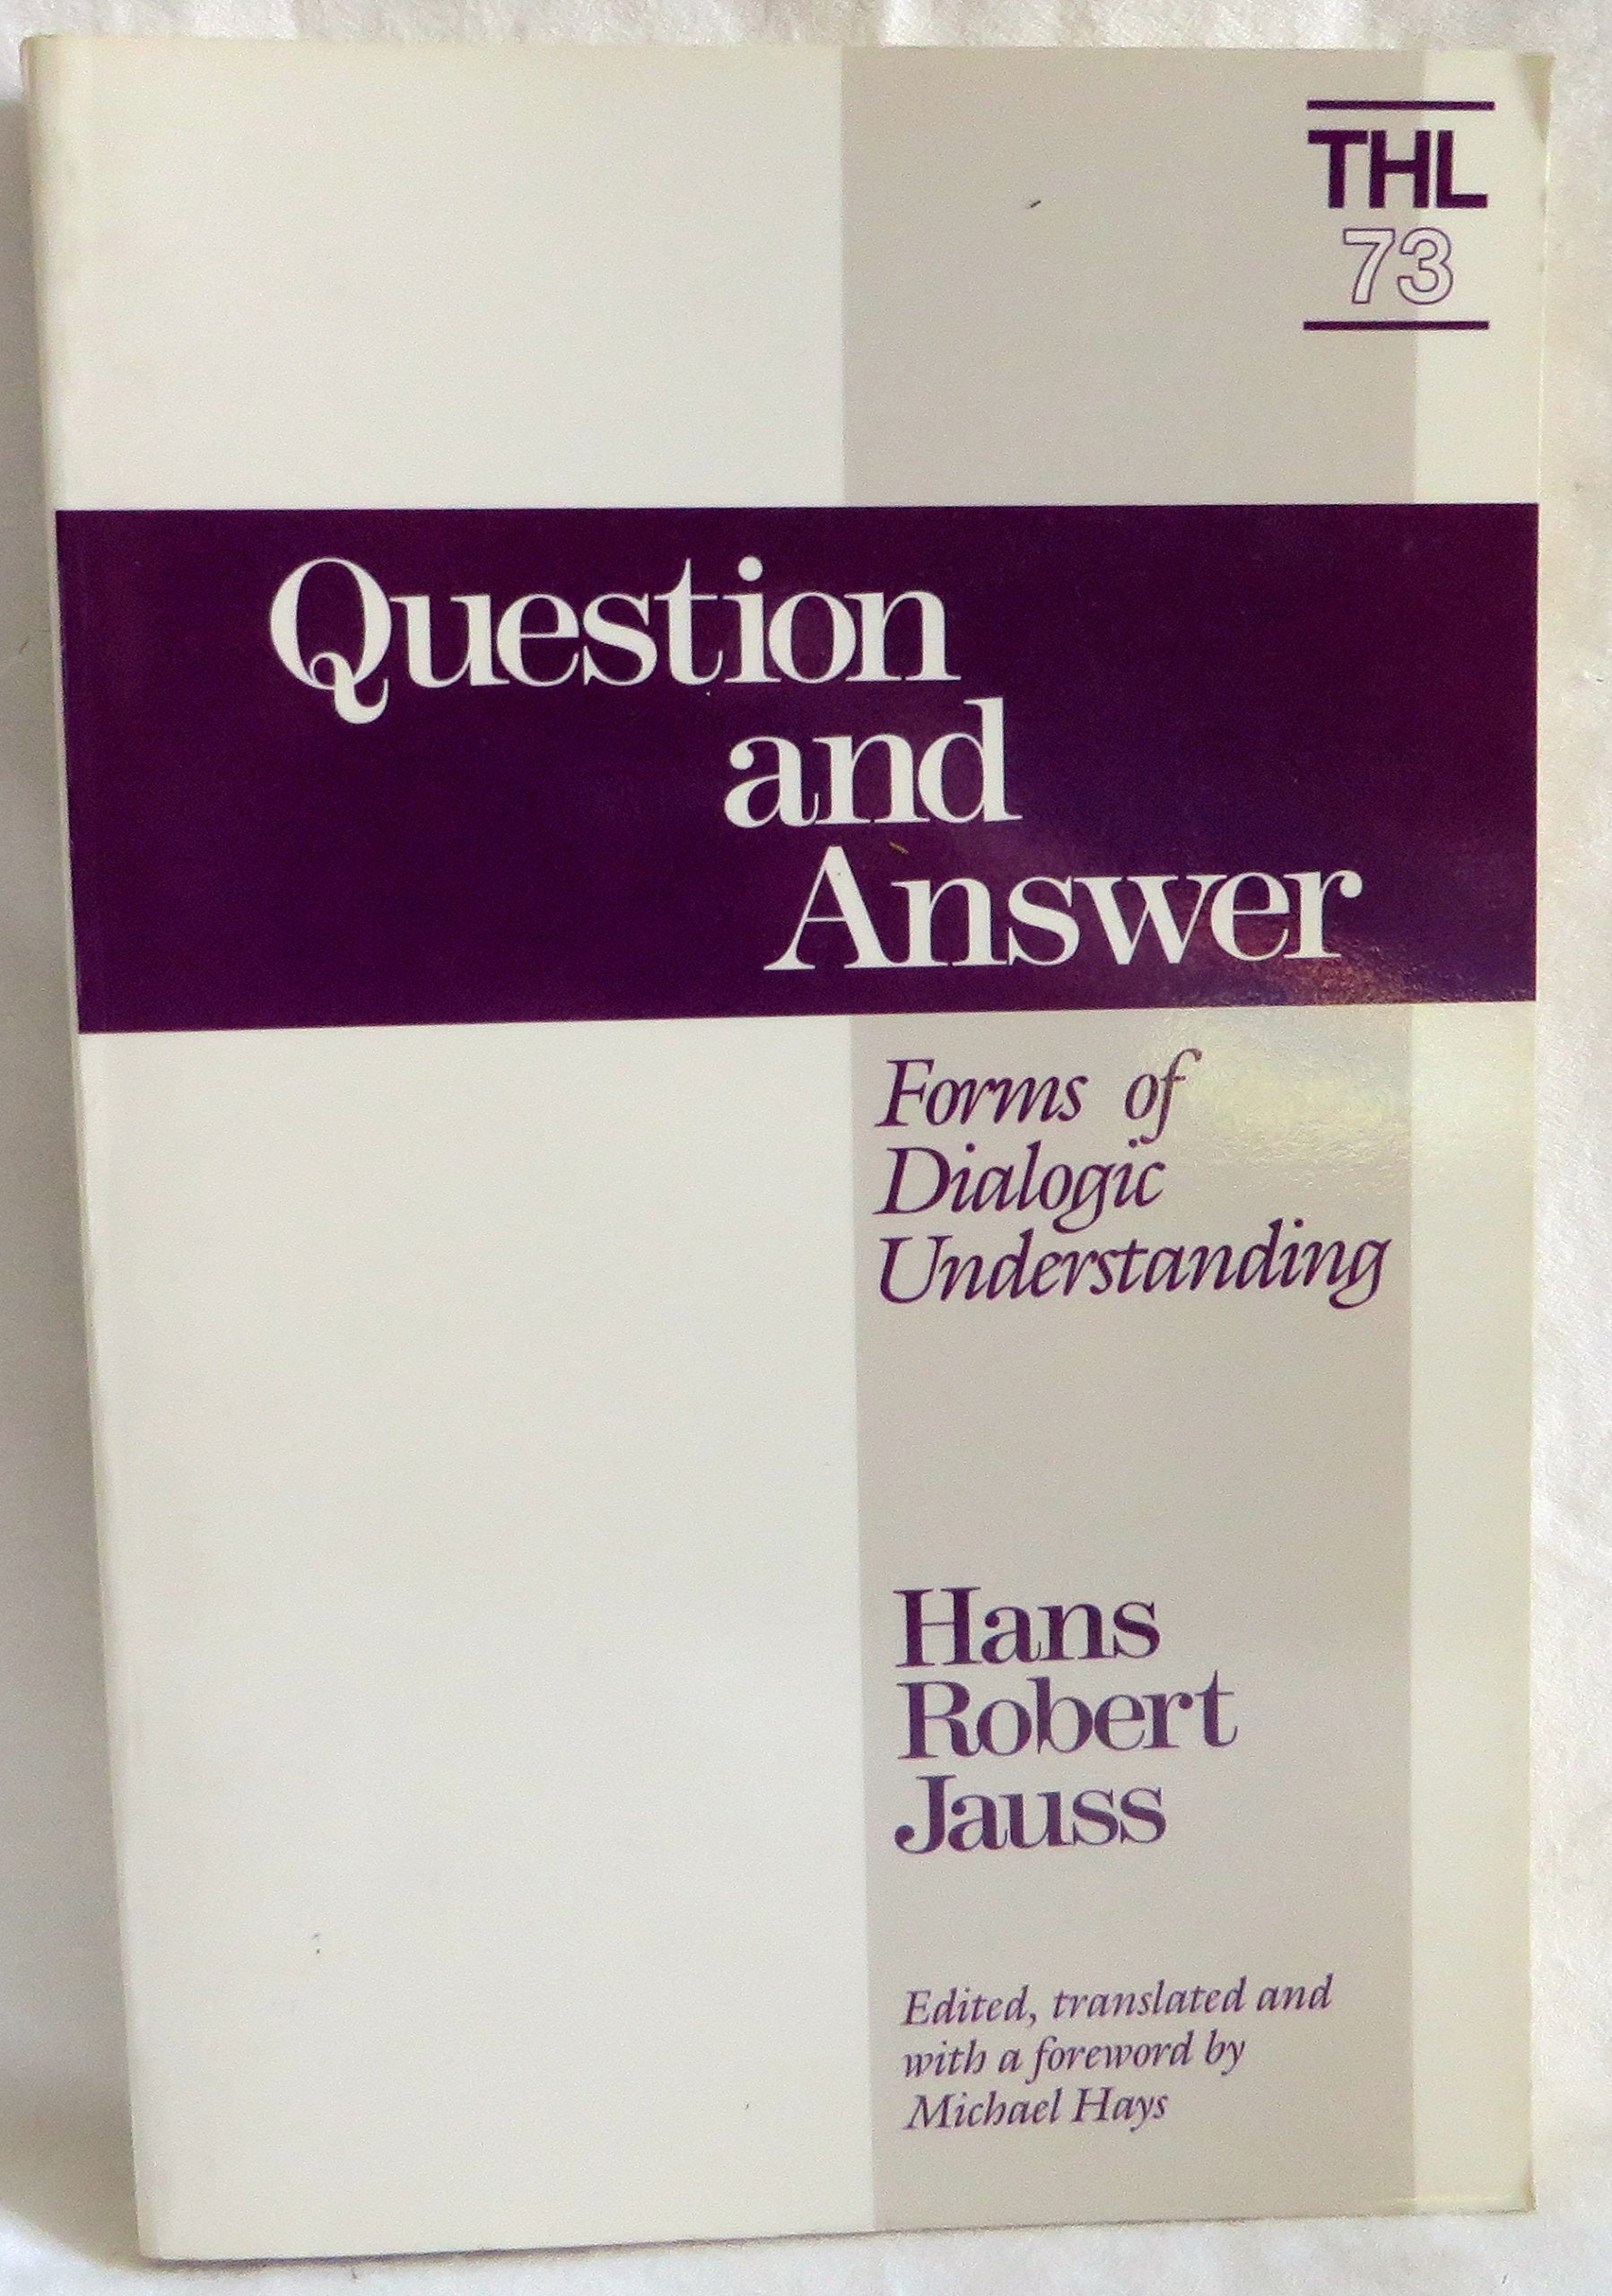 THL
73
Question
and
Answer
Forms of
Dialogic
Understanding
Hans
Robert
Jauss
Edited, translated and
with a foreword by
Michael Hays